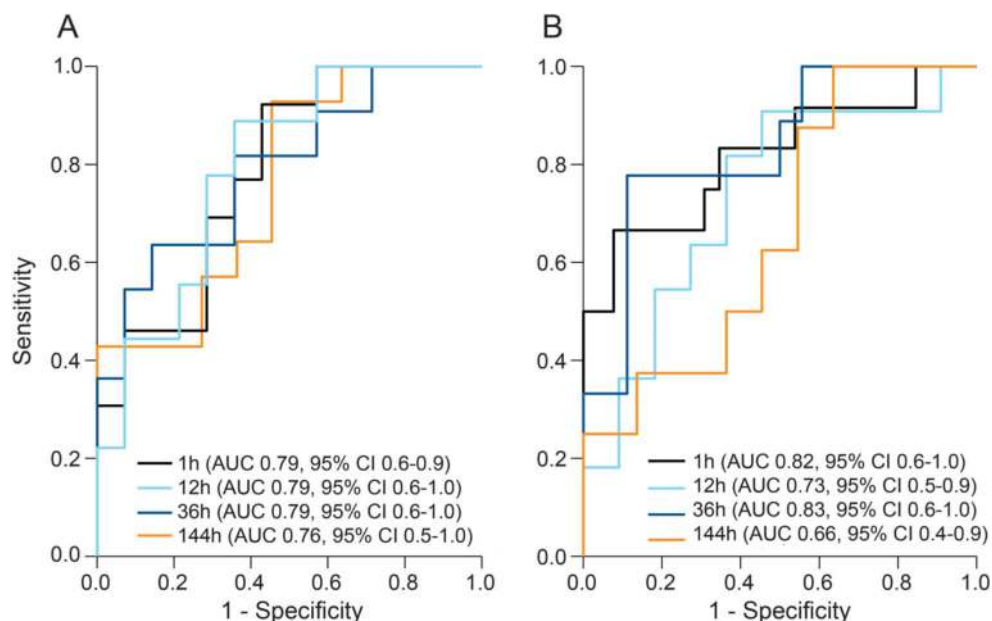 A
1.0
0.8
0.6
0.4
0.2
0.0
Sensitivity
1h (AUC 0.79, 95% CI 0.6-0.9)
12h (AUC 0.79, 95% CI 0.6-1.0)
36h (AUC 0.79, 95% CI 0.6-1.0)
144h (AUC 0.76, 95% CI 0.5-1.0)
0.0 0.2 0.4 0.6 0.8 1.0
1 - Specificity
B
1.0
0.8
0.6
0.4
0.2
0.0
1h (AUC 0.82, 95% CI 0.6-1.0)
12h (AUC 0.73, 95% CI 0.5-0.9)
36h (AUC 0.83, 95% CI 0.6-1.0)
144h (AUC 0.66, 95% CI 0.4-0.9)
0.0 0.2 0.4 0.6 0.8 1.0
1 - Specificity